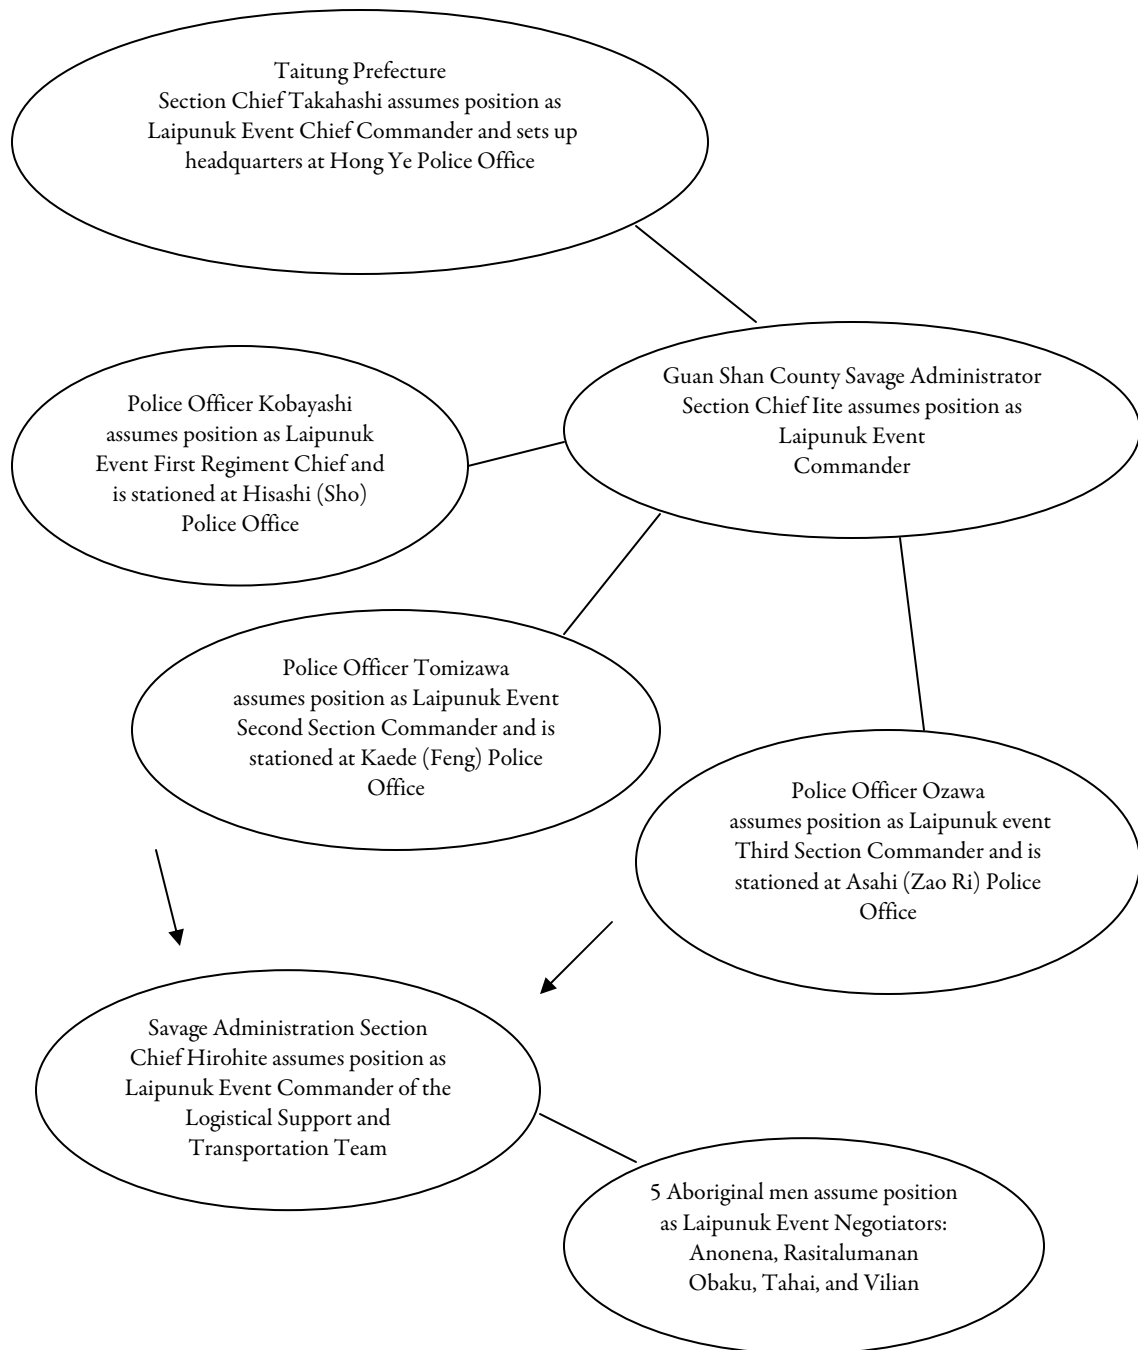 Taitung Prefecture
Section Chief Takahashi assumes position as
Laipunuk Event Chief Commander and sets up
headquarters at Hong Ye Police Office
Guan Shan County Savage Administrator
Section Chief Iite assumes position as
Laipunuk Event
Commander
Police Officer Kobayashi
assumes position as Laipunuk
Event First Regiment Chief and
is stationed at Hisashi (Sho)
Police Office
Police Officer Tomizawa
assumes position as Laipunuk Event
Second Section Commander and is
stationed at Kaede (Feng) Police
Office
Police Officer Ozawa
assumes position as Laipunuk event
Third Section Commander and is
stationed at Asahi (Zao Ri) Police
Office
Savage Administration Section
Chief Hirohite assumes position as
Laipunuk Event Commander of the
Logistical Support and
Transportation Team
5 Aboriginal men assume position
as Laipunuk Event Negotiators:
Anonena, Rasitalumanan
Obaku, Tahai, and Vilian